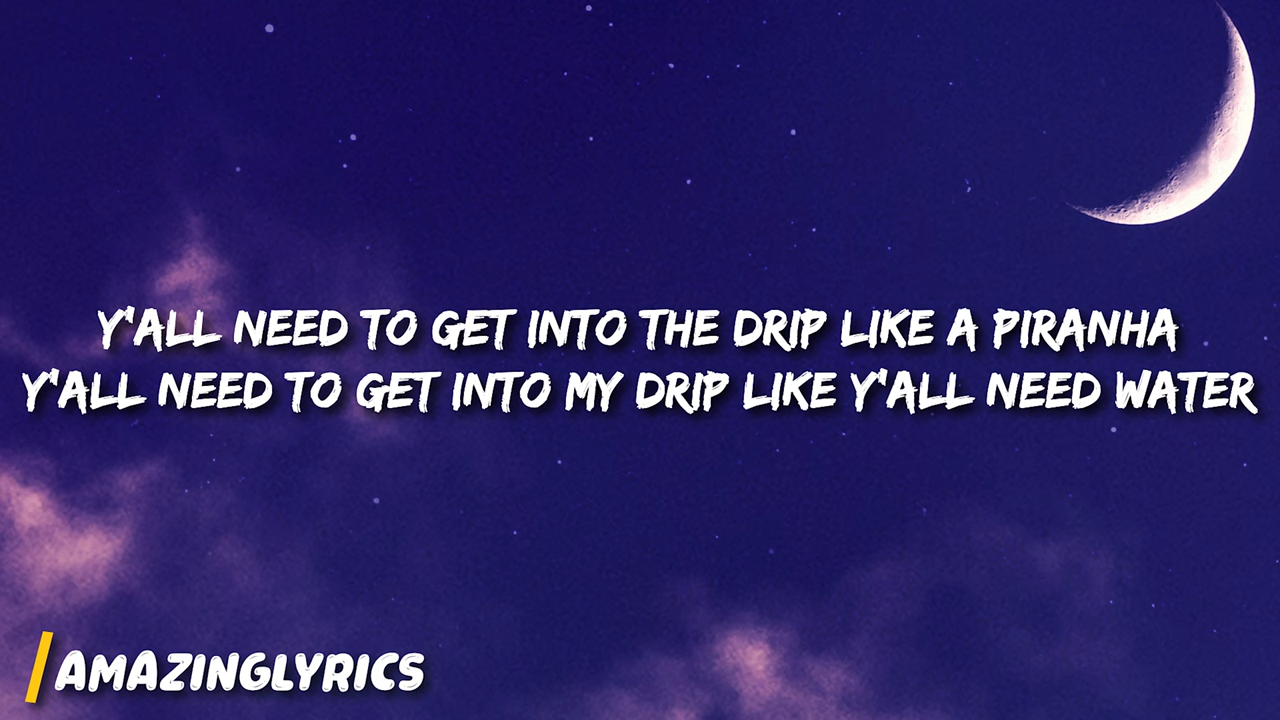 Y'ALL NEED TO GET INTO THE DRIP LIKE A PIRANHA
Y'ALL NEED TO GET INTO MY DRIP LIKE Y'ALL NEED WATER
AMAZINGLYRICS